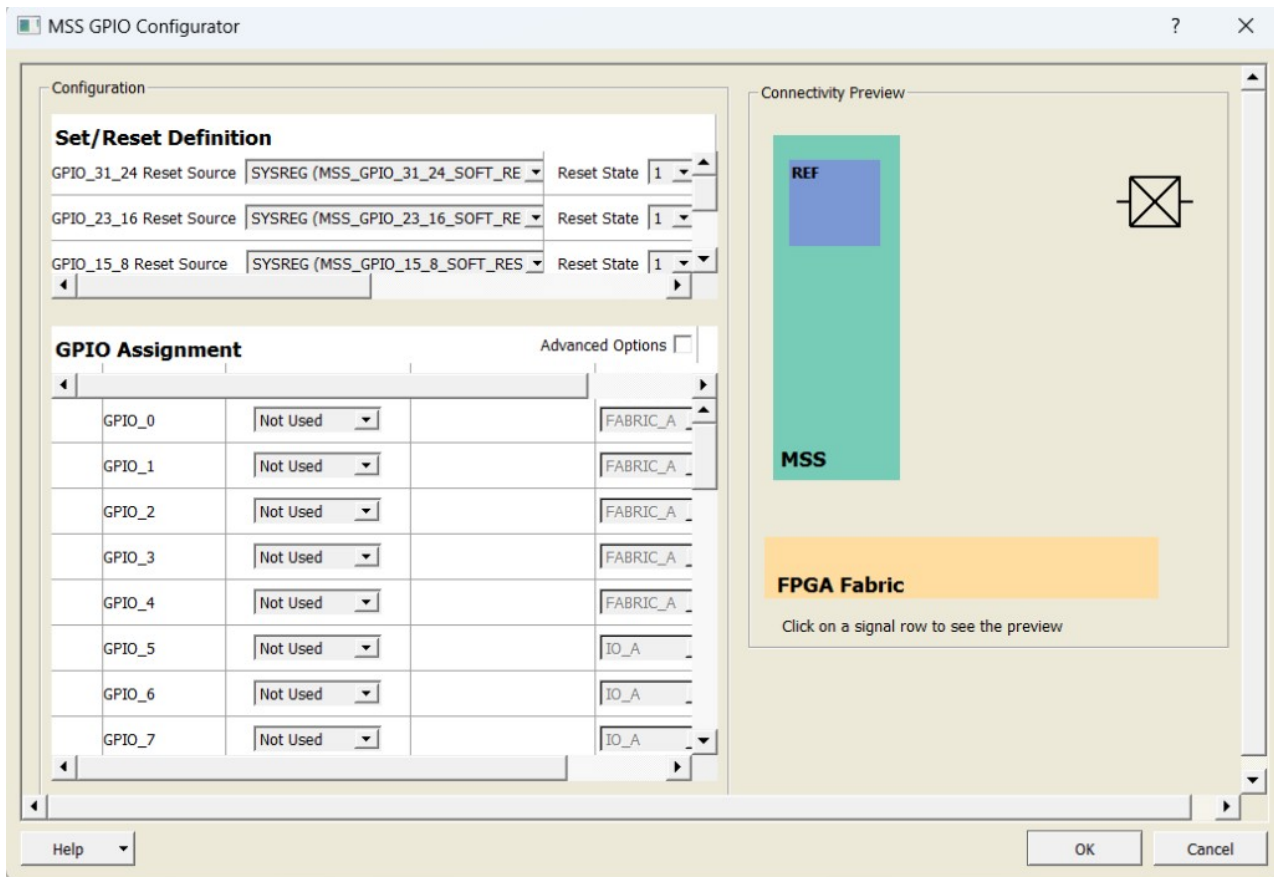 MSS GPIO Configurator
?
Configuration
Set/Reset Definition
GPIO_31_24 Reset Source SYSREG (MSS_GPIO_31_24_SOFT_RE Reset State 1
GPIO_23_16 Reset Source SYSREG (MSS_GPIO_23_16_SOFT_RE Reset State 1
GPIO_15_8 Reset Source SYSREG (MSS_GPIO_15_8_SOFT_RES Reset State 1
GPIO Assignment Advanced Options
GPIO_0 Not Used FABRIC_A
GPIO_1 Not Used FABRIC_A
GPIO_2 Not Used FABRIC_A
GPIO_3 Not Used FABRIC_A
GPIO_4 Not Used FABRIC_A
GPIO_5 Not Used IO_A
GPIO_6 Not Used IO_A
GPIO_7 Not Used IO_A
Connectivity Preview
REF
MSS
FPGA Fabric
Click on a signal row to see the preview
Help OK Cancel